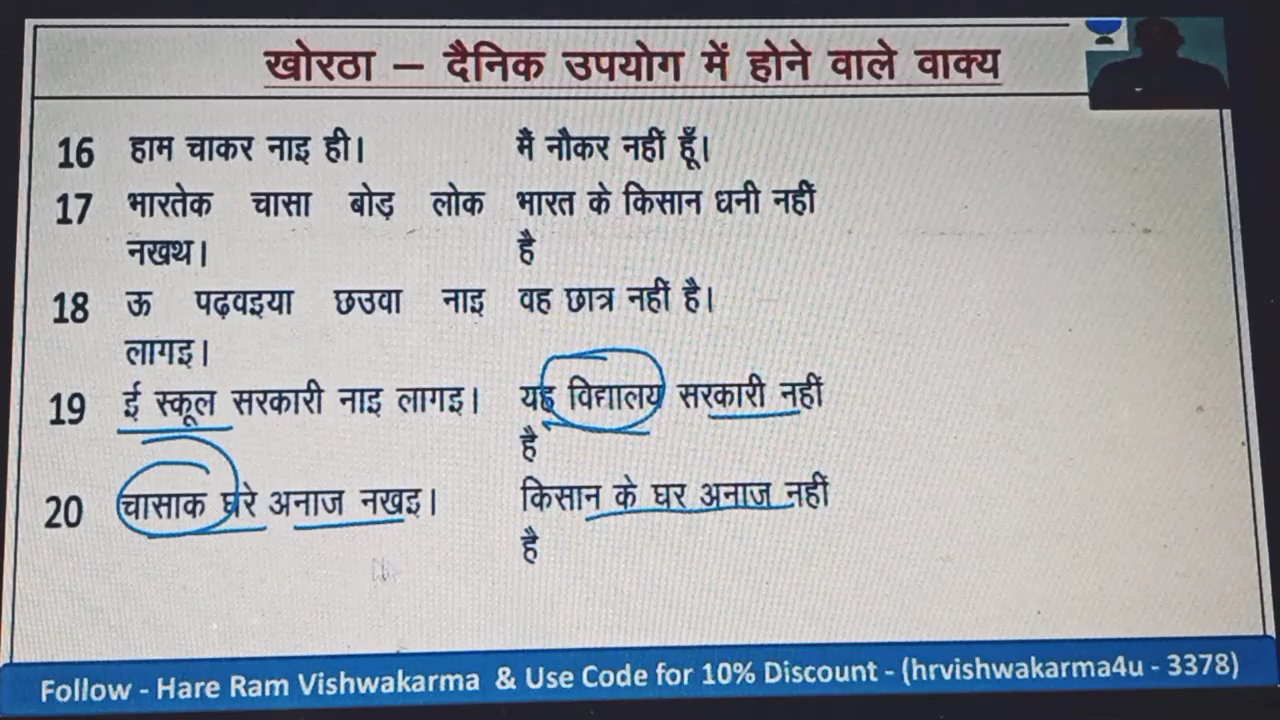 खोरठा – दैनिक उपयोग में होने वाले वाक्य
16 हाम चाकर नाइ ही। मैं नौकर नहीं हूँ।
17 भारतेक चासा बोड़ लोक भारत के किसान धनी नहीं
नखथ। है
18 ऊ पढ़वइया छउवा नाइ वह छात्र नहीं है।
लागइ।
19 ई स्कूल सरकारी नाइ लागइ। यह विद्यालय सरकारी नहीं
है
20 चासाक घरे अनाज नखइ। किसान के घर अनाज नहीं
है
Follow - Hare Ram Vishwakarma & Use Code for 10% Discount - (hrvishwakarma4u - 3378)